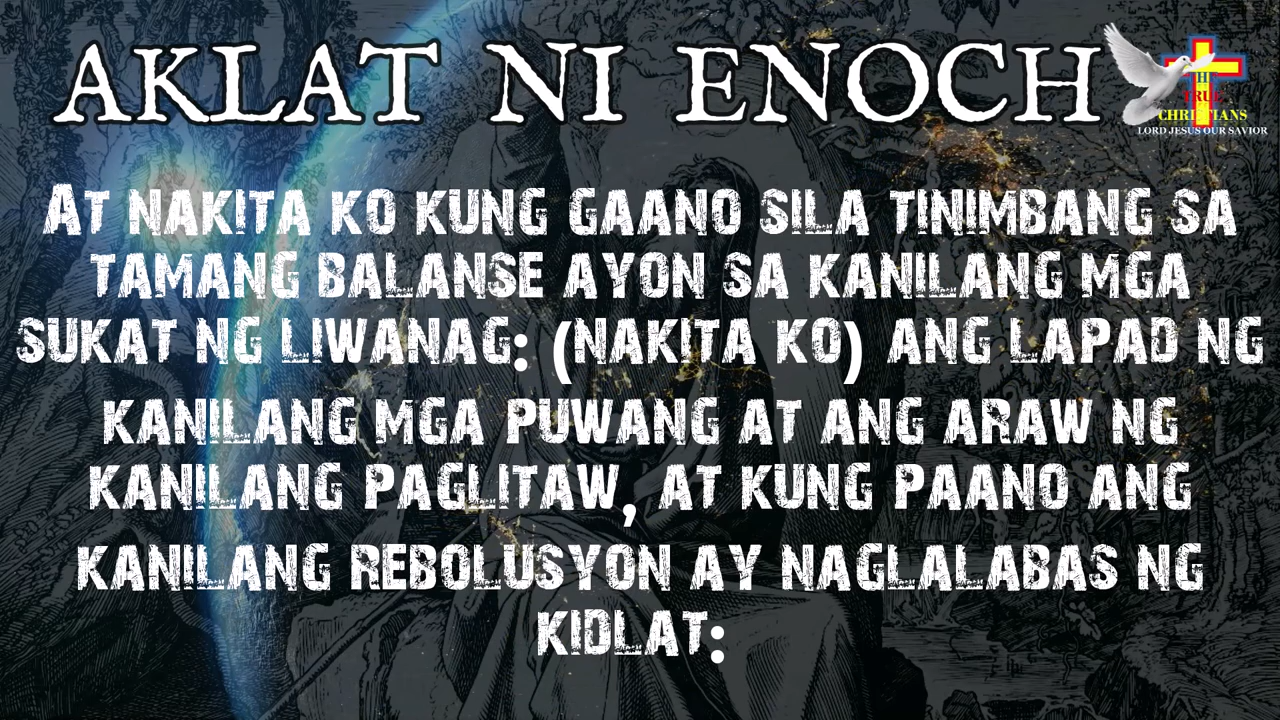 AKLAT NI ENOCH
TRUE
CHRISTIANS
LORD JESUS OUR SAVIOR
AT NAKITA KO KUNG GAANO SILA TINIMBANG SA
TAMANG BALANSE AYON SA KANILANG MGA
SUKAT NG LIWANAG: (NAKITA KO) ANG LAPAD NG
KANILANG MGA PUWANG AT ANG ARAW NG
KANILANG PAGLITAW, AT KUNG PAANO ANG
KANILANG REBOLUSYON AY NAGLALABAS NG
KIDLAT: